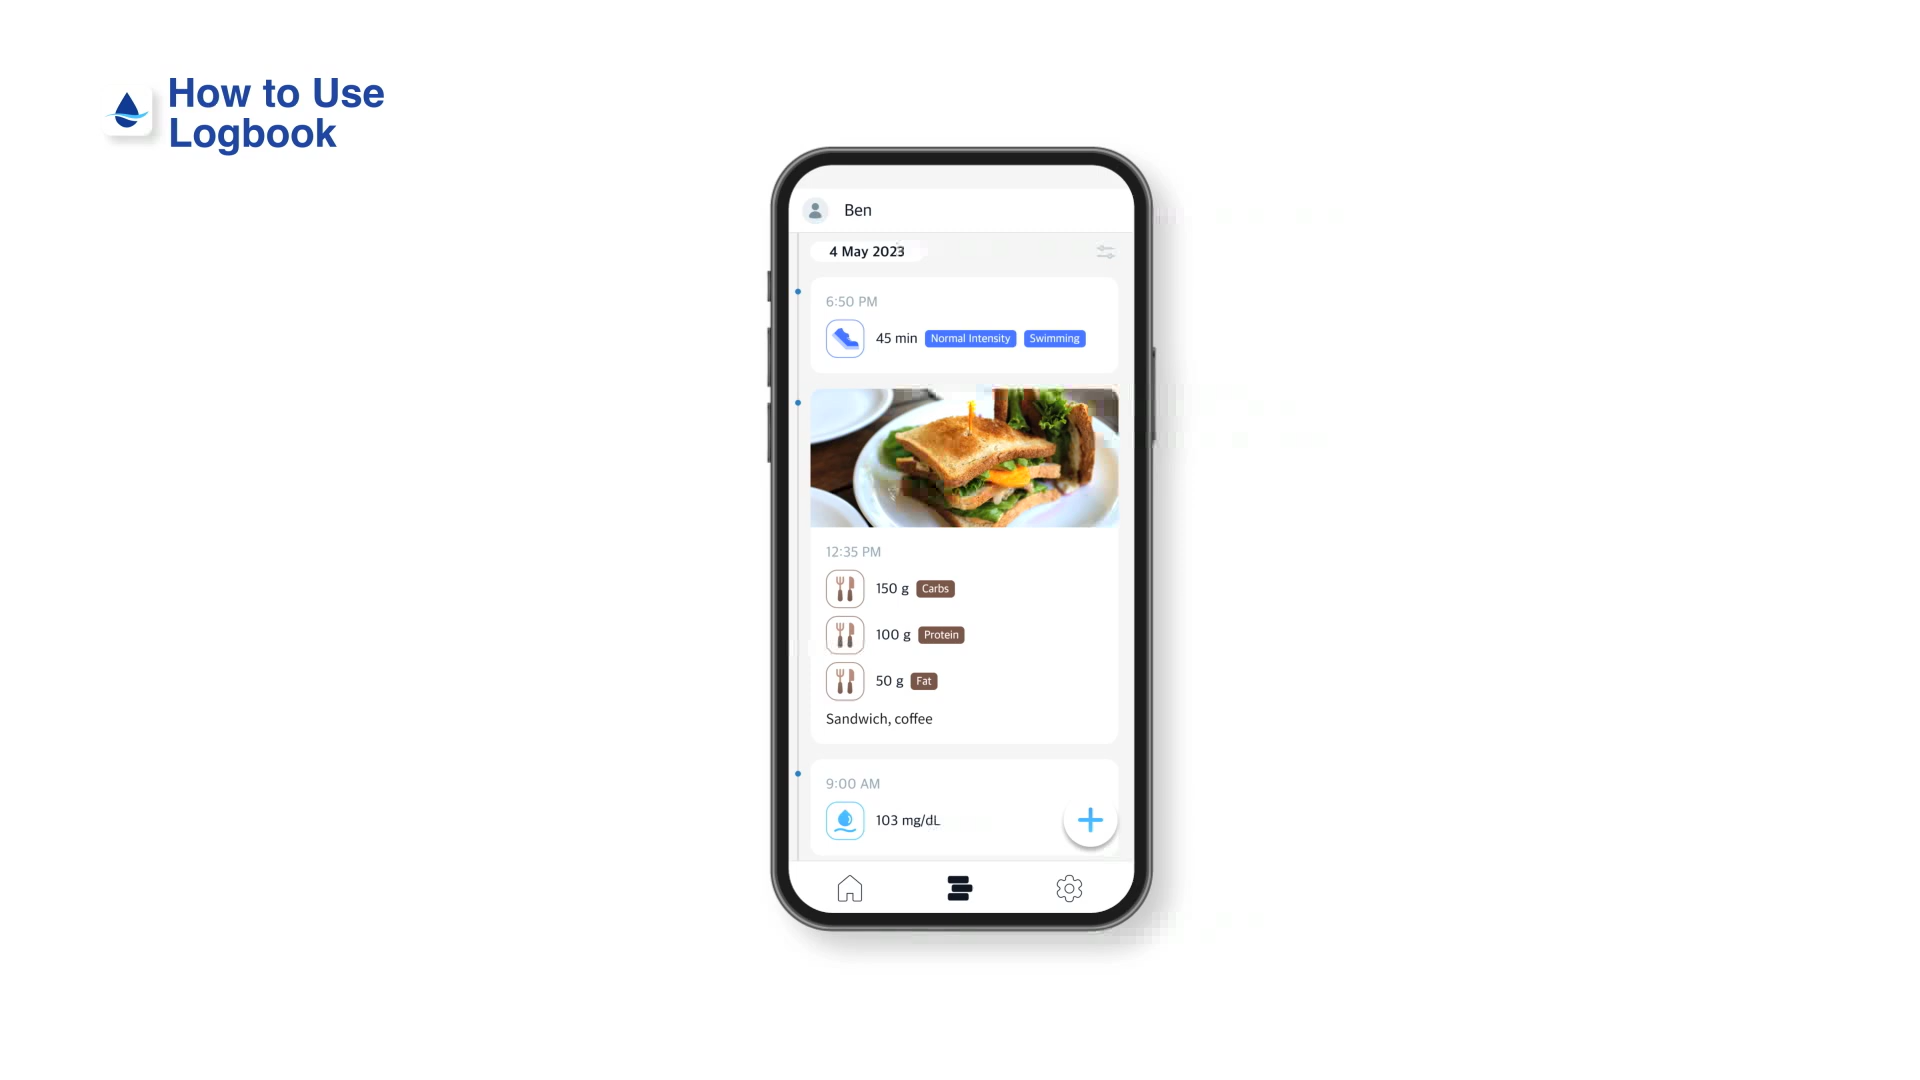 How to Use
Logbook
Ben
4 May 2023
6:50 PM
45 min Normal Intensity Swimming
12:35 PM
150 g Carbs
100 g Protein
50 g Fat
Sandwich, coffee
9:00 AM
103 mg/dL